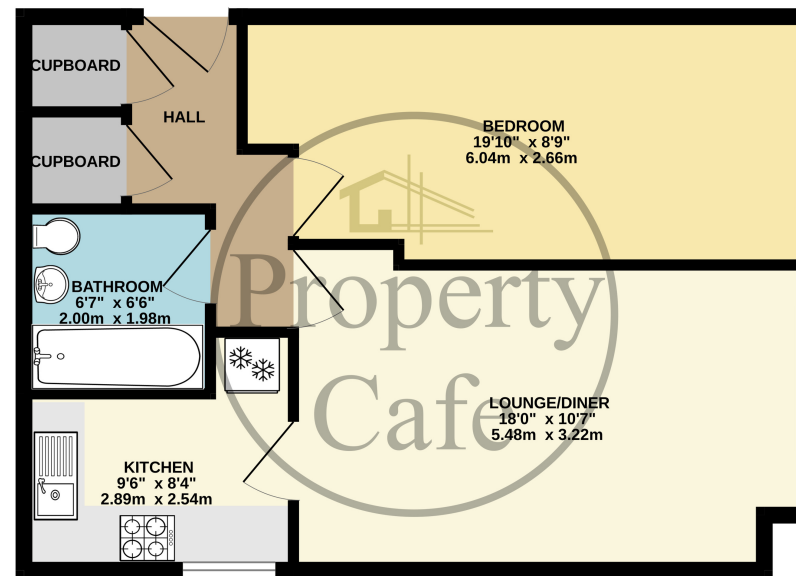 CUPBOARD
HALL
CUPBOARD
BEDROOM
19'10" x 8'9"
6.04m x 2.66m
BATHROOM
6'7" x 6'6"
2.00m x 1.98m
Property
Cafe
LOUNGE/DINER
18'0" x 10'7"
5.48m x 3.22m
KITCHEN
9'6" x 8'4"
2.89m x 2.54m